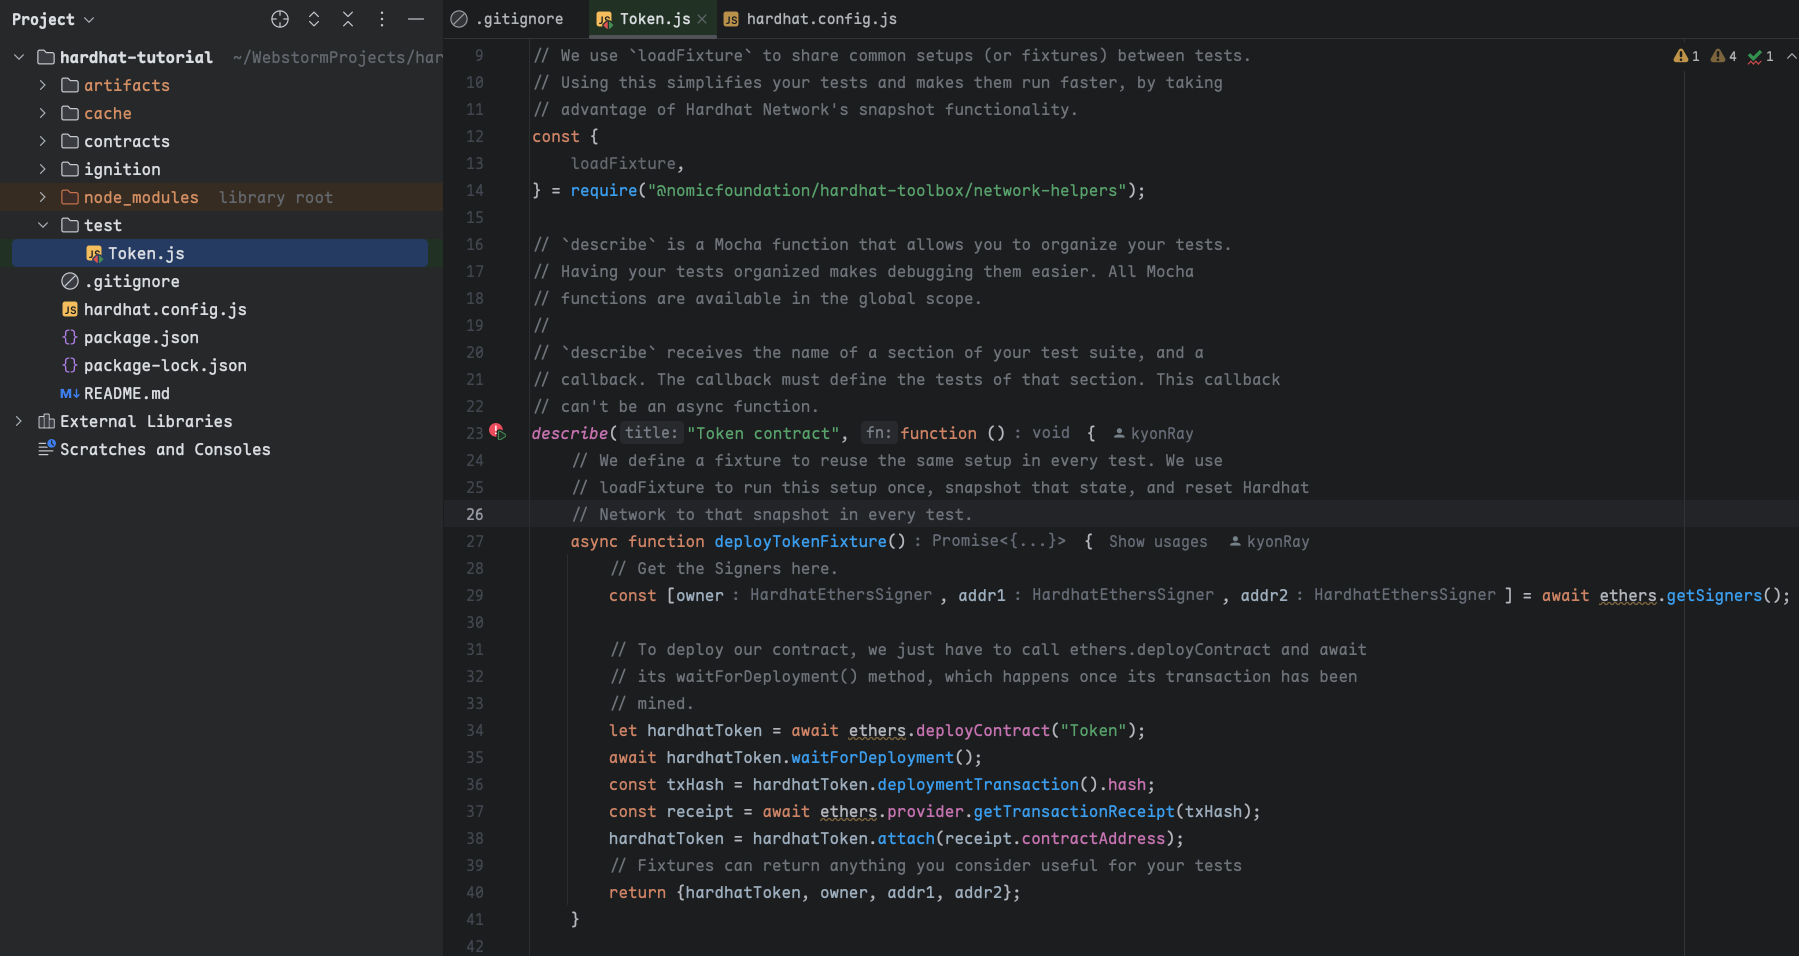 Project
.gitignore
Token.js
hardhat.config.js
hardhat-tutorial ~/WebstormProjects/har
artifacts
cache
contracts
ignition
node_modules library root
test
Token.js
.gitignore
hardhat.config.js
package.json
package-lock.json
README.md
External Libraries
Scratches and Consoles
1 4 1
9 // We use `loadFixture` to share common setups (or fixtures) between tests.
10 // Using this simplifies your tests and makes them run faster, by taking
11 // advantage of Hardhat Network's snapshot functionality.
12 const {
13 loadFixture,
14 } = require("@nomicfoundation/hardhat-toolbox/network-helpers");
15
16 // `describe` is a Mocha function that allows you to organize your tests.
17 // Having your tests organized makes debugging them easier. All Mocha
18 // functions are available in the global scope.
19 //
20 // `describe` receives the name of a section of your test suite, and a
21 // callback. The callback must define the tests of that section. This callback
22 // can't be an async function.
23 describe( title: "Token contract", fn: function () : void { kyonRay
24 // We define a fixture to reuse the same setup in every test. We use
25 // loadFixture to run this setup once, snapshot that state, and reset Hardhat
26 // Network to that snapshot in every test.
27 async function deployTokenFixture() : Promise<{...}> { Show usages kyonRay
28 // Get the Signers here.
29 const [owner : HardhatEthersSigner , addr1 : HardhatEthersSigner , addr2 : HardhatEthersSigner ] = await ethers.getSigners();
30
31 // To deploy our contract, we just have to call ethers.deployContract and await
32 // its waitForDeployment() method, which happens once its transaction has been
33 // mined.
34 let hardhatToken = await ethers.deployContract("Token");
35 await hardhatToken.waitForDeployment();
36 const txHash = hardhatToken.deploymentTransaction().hash;
37 const receipt = await ethers.provider.getTransactionReceipt(txHash);
38 hardhatToken = hardhatToken.attach(receipt.contractAddress);
39 // Fixtures can return anything you consider useful for your tests
40 return {hardhatToken, owner, addr1, addr2};
41 }
42